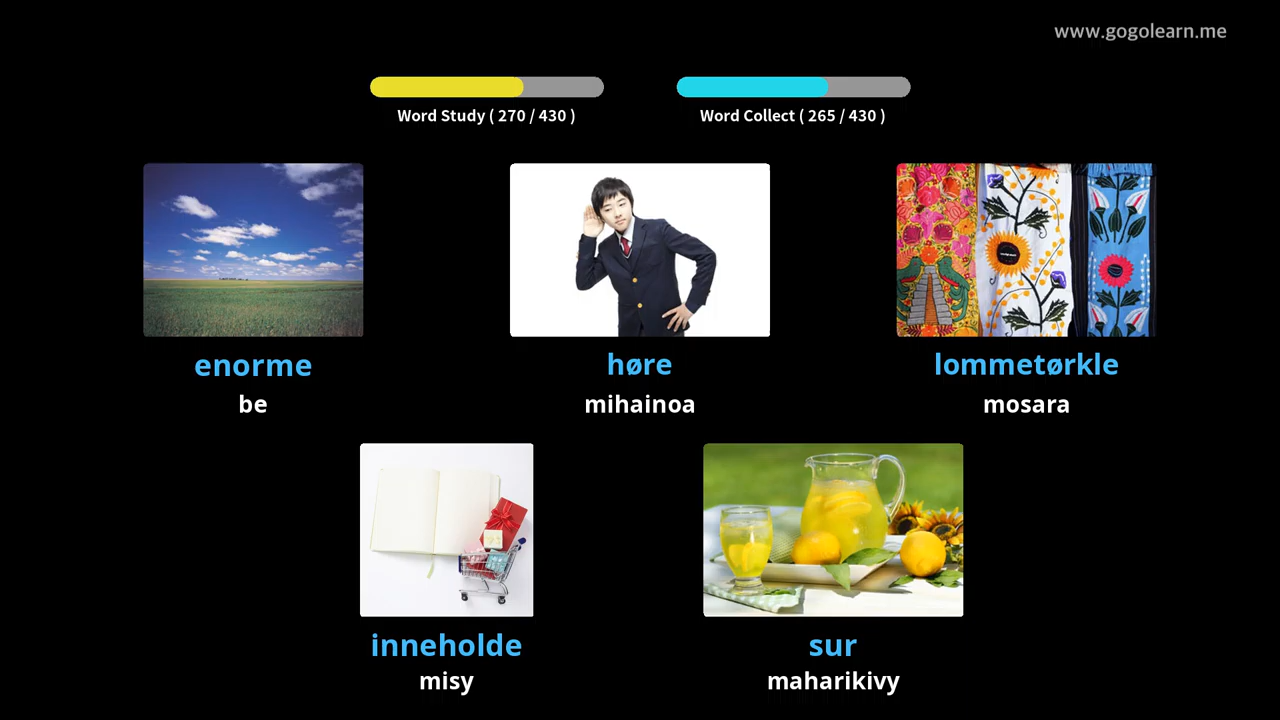 www.gogolearn.me
Word Study ( 270 / 430 )
Word Collect ( 265 / 430 )
enorme
be
høre
mihainoa
lommetørkle
mosara
inneholde
misy
sur
maharikivy